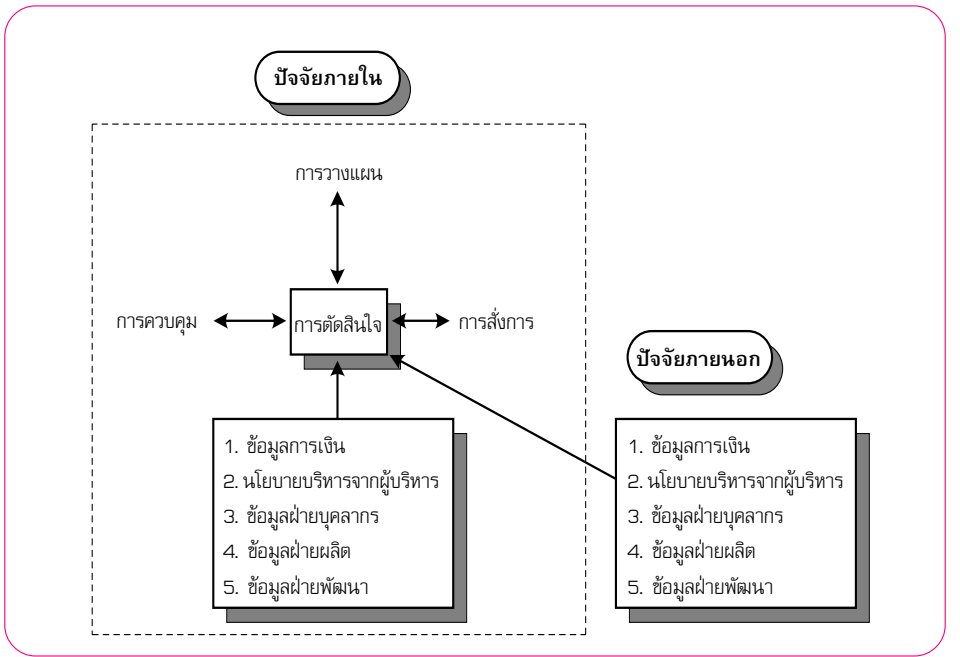 ปัจจัยภายใน
การวางแผน
การควบคุม
การตัดสินใจ
การสั่งการ
ปัจจัยภายนอก
1. ข้อมูลการเงิน
2. นโยบายบริหารจากผู้บริหาร
3. ข้อมูลฝ่ายบุคลากร
4. ข้อมูลฝ่ายผลิต
5. ข้อมูลฝ่ายพัฒนา
1. ข้อมูลการเงิน
2. นโยบายบริหารจากผู้บริหาร
3. ข้อมูลฝ่ายบุคลากร
4. ข้อมูลฝ่ายผลิต
5. ข้อมูลฝ่ายพัฒนา